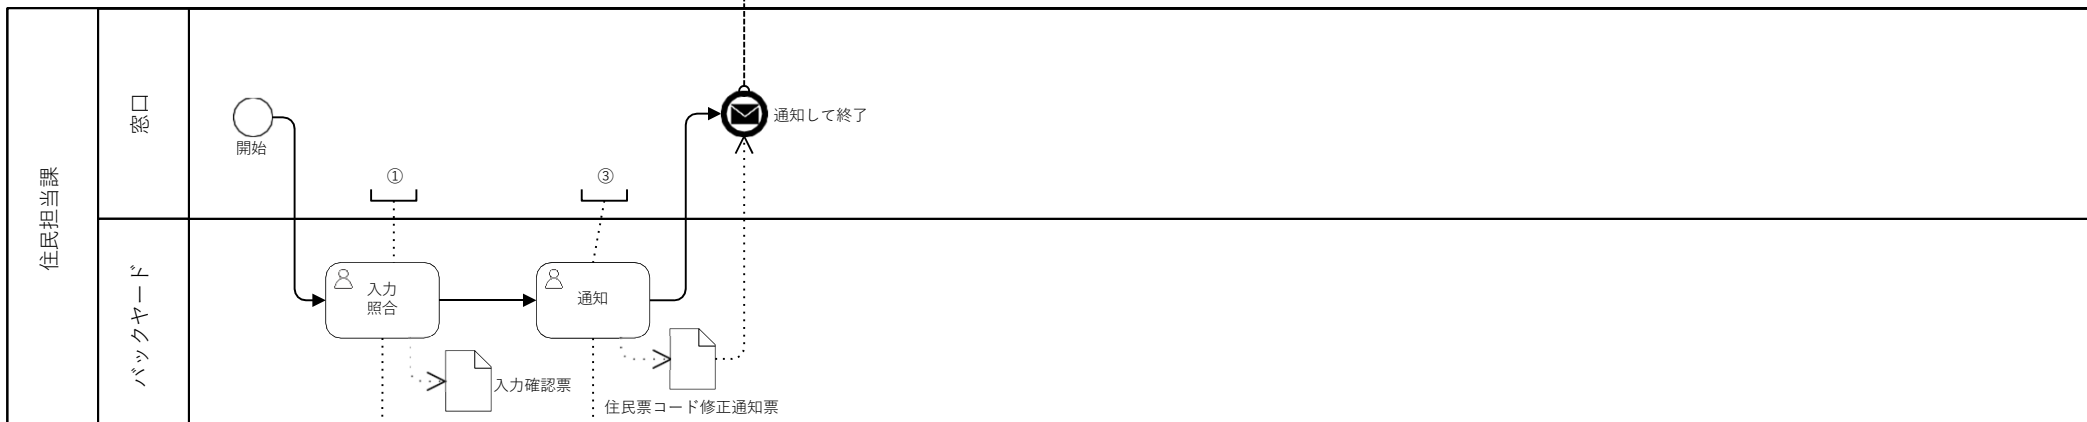 住民担当課
窓口
開始
通知して終了
①
③
バックヤード
入力
照合
通知
入力確認票
住民票コード修正通知票